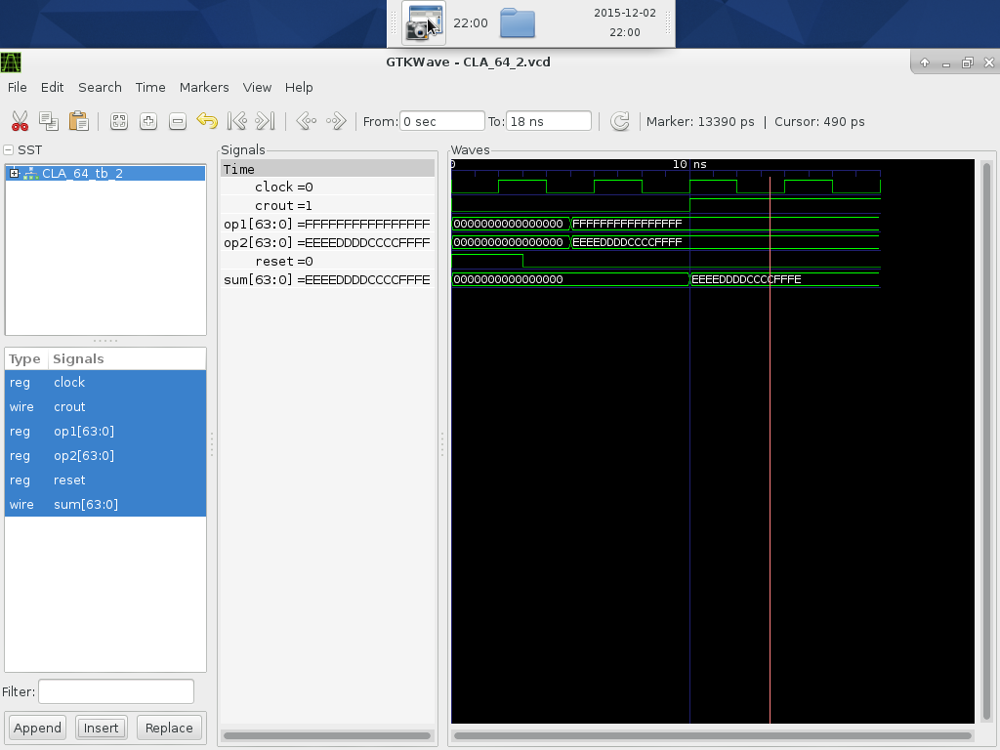 22:00
2015-12-02
22:00
GTKWave - CLA_64_2.vcd
File Edit Search Time Markers View Help
From: 0 sec To: 18 ns Marker: 13390 ps | Cursor: 490 ps
SST
CLA_64_tb_2
Type Signals
reg clock
wire crout
reg op1[63:0]
reg op2[63:0]
reg reset
wire sum[63:0]
Filter:
Append Insert Replace
Signals
Time
clock =0
crout =1
op1[63:0] =FFFFFFFFFFFFFFFF
op2[63:0] =EEEEDDDDCCCCFFFF
reset =0
sum[63:0] =EEEEDDDDCCCCFFFE
Waves
0 10 ns
0000000000000000 FFFFFFFFFFFFFFFF
0000000000000000 EEEEDDDDCCCCFFFF
0000000000000000 EEEEDDDDCCCCFFFE